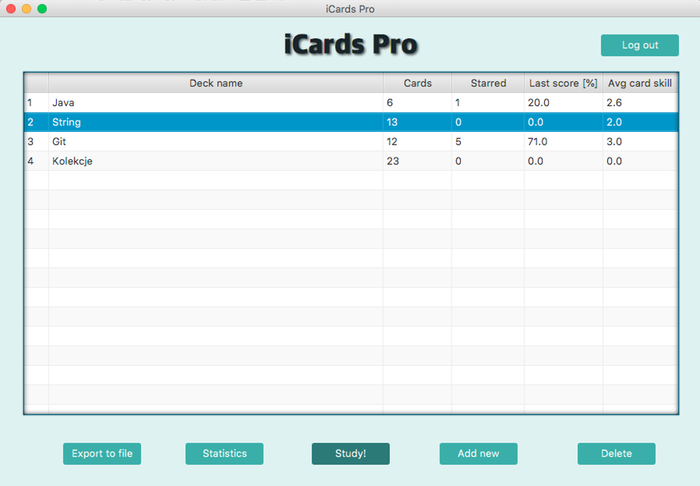 iCards Pro
iCards Pro
Log out
Deck name Cards Starred Last score [%] Avg card skill
1 Java 6 1 20.0 2.6
2 String 13 0 0.0 2.0
3 Git 12 5 71.0 3.0
4 Kolekcje 23 0 0.0 0.0
Export to file Statistics Study! Add new Delete